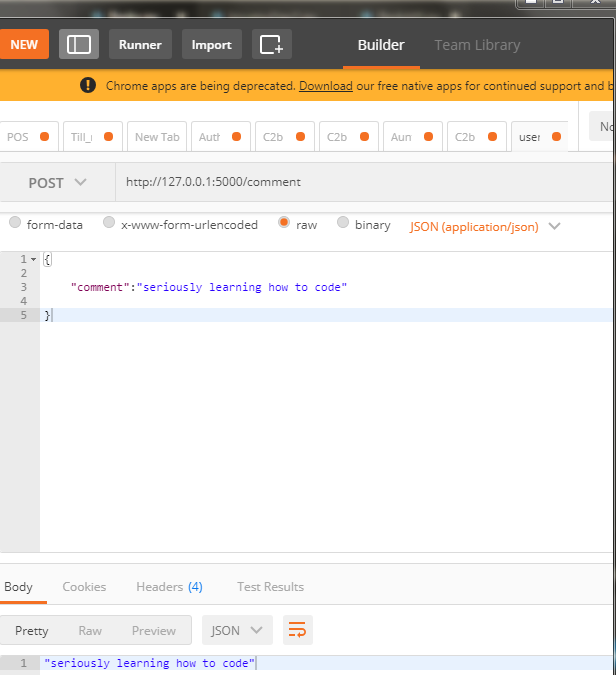 NEW Runner Import Builder Team Library
Chrome apps are being deprecated. Download our free native apps for continued support and b
POS Till_ New Tab Auth C2b C2b Aun C2b user No
POST http://127.0.0.1:5000/comment
form-data x-www-form-urlencoded raw binary JSON (application/json)
1 {
2
3 "comment":"seriously learning how to code"
4
5 }
Body Cookies Headers (4) Test Results
Pretty Raw Preview JSON
1 "seriously learning how to code"